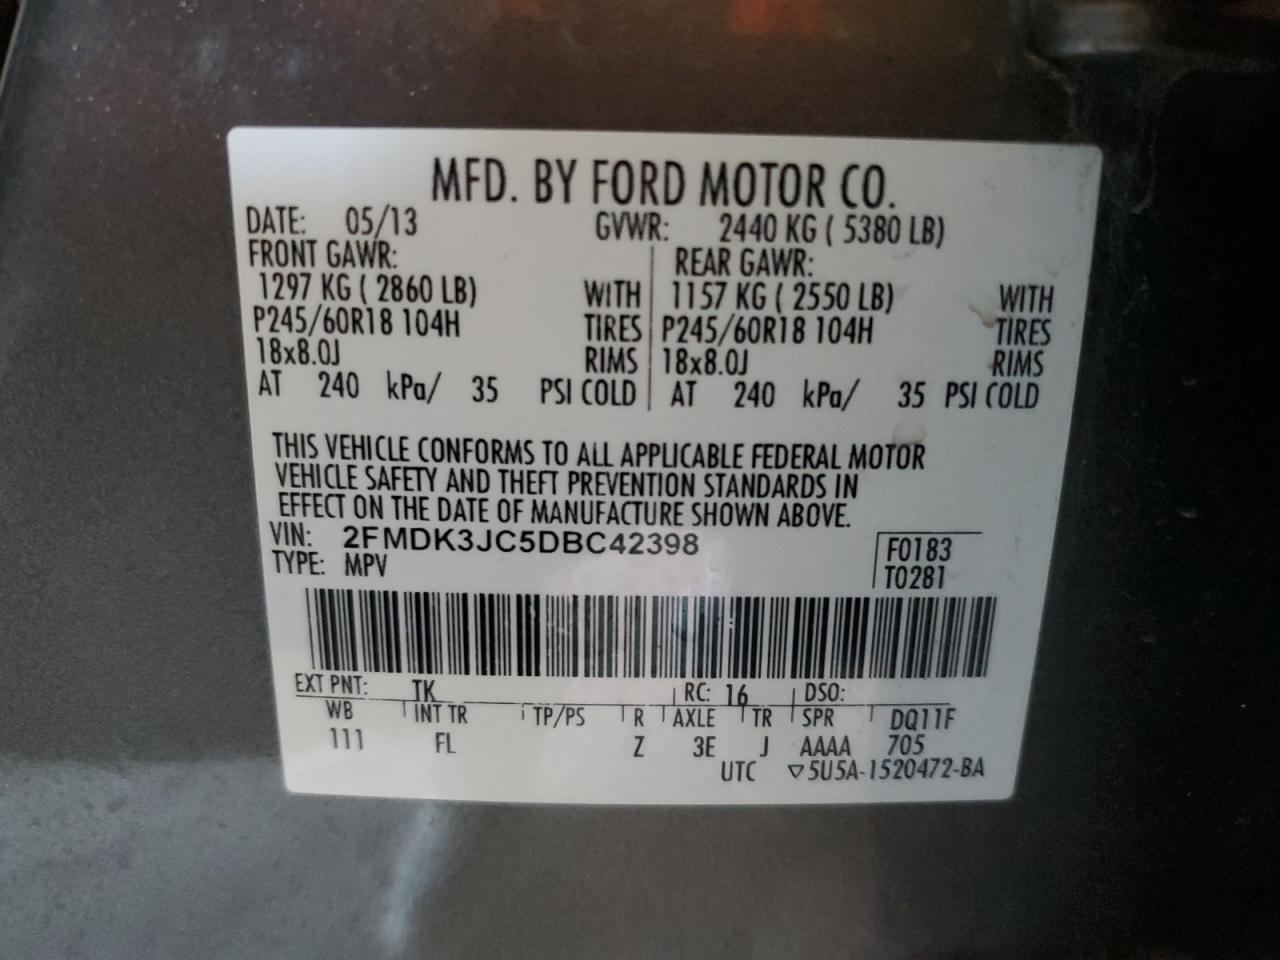 MFD. BY FORD MOTOR CO.
DATE: 05/13 GVWR: 2440 KG ( 5380 LB)
FRONT GAWR: REAR GAWR:
1297 KG ( 2860 LB) WITH 1157 KG ( 2550 LB) WITH
P245/60R18 104H TIRES P245/60R18 104H TIRES
18x8.0J RIMS 18x8.0J RIMS
AT 240 kPa/ 35 PSI COLD AT 240 kPa/ 35 PSI COLD
THIS VEHICLE CONFORMS TO ALL APPLICABLE FEDERAL MOTOR
VEHICLE SAFETY AND THEFT PREVENTION STANDARDS IN
EFFECT ON THE DATE OF MANUFACTURE SHOWN ABOVE.
VIN: 2FMDK3JC5DBC42398 F0183
TYPE: MPV T0281
EXT PNT: TK RC: 16 DSO:
WB INT TR TP/PS R AXLE TR SPR DQ11F
111 FL Z 3E J AAAA 705
UTC ▽5U5A-1520472-BA